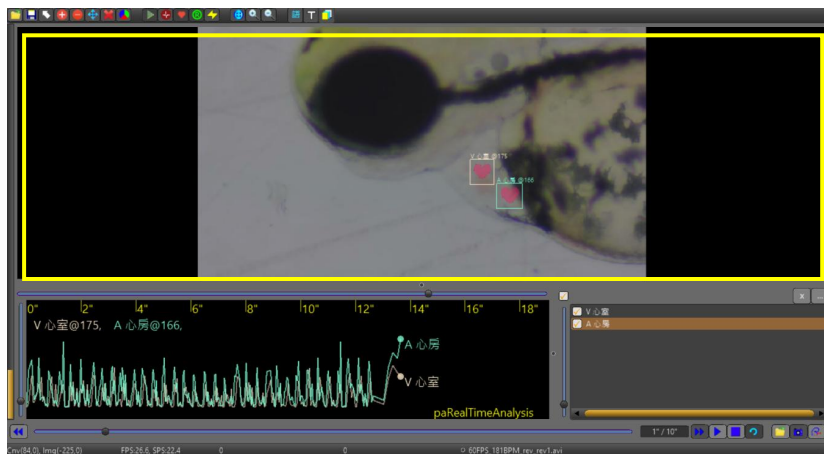 T
V 心室 @175
A 心房 @166
0" 2" 4" 6" 8" 10" 12" 14" 16" 18"
V 心室@175, A 心房@166,
A 心房
V 心室
paRealTimeAnalysis
x ...
V 心室
A 心房
1" / 10"
Cnv(84,0), Img(-225,0) FPS:26.6, SPS:22.4 0 0 60FPS_181BPM_rev_rev1.avi